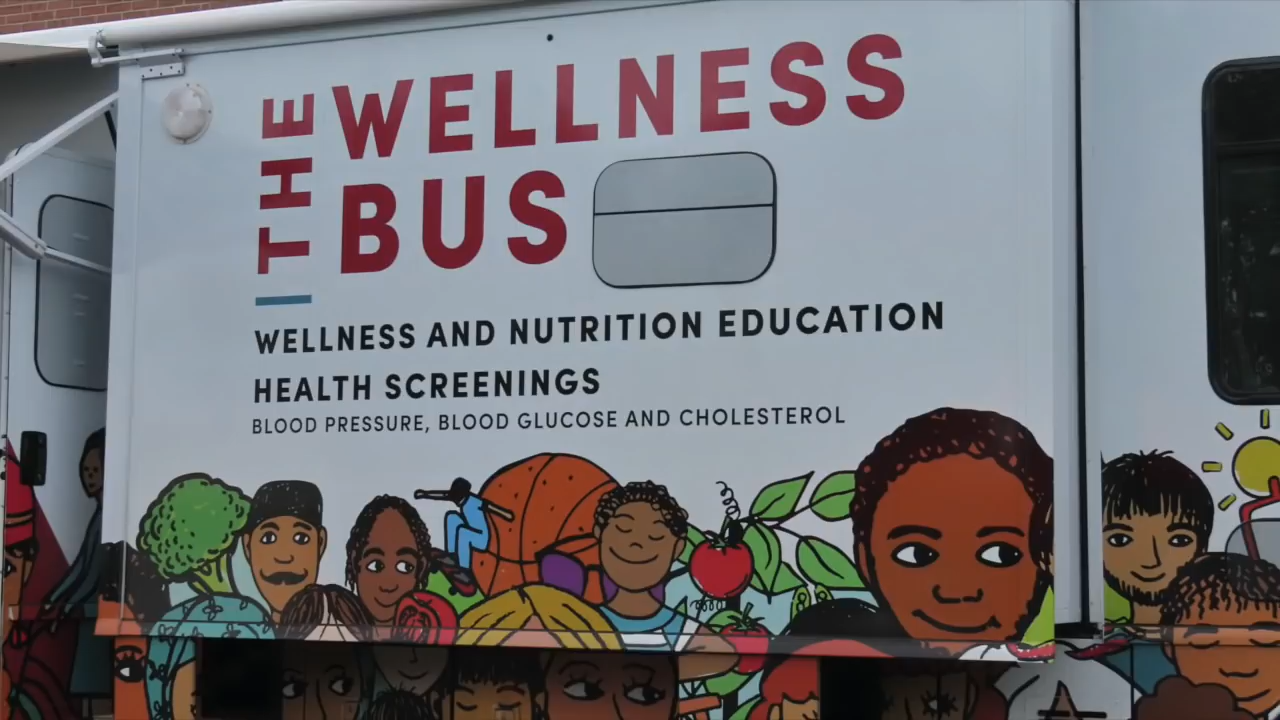 THE WELLNESS
BUS
WELLNESS AND NUTRITION EDUCATION
HEALTH SCREENINGS
BLOOD PRESSURE, BLOOD GLUCOSE AND CHOLESTEROL